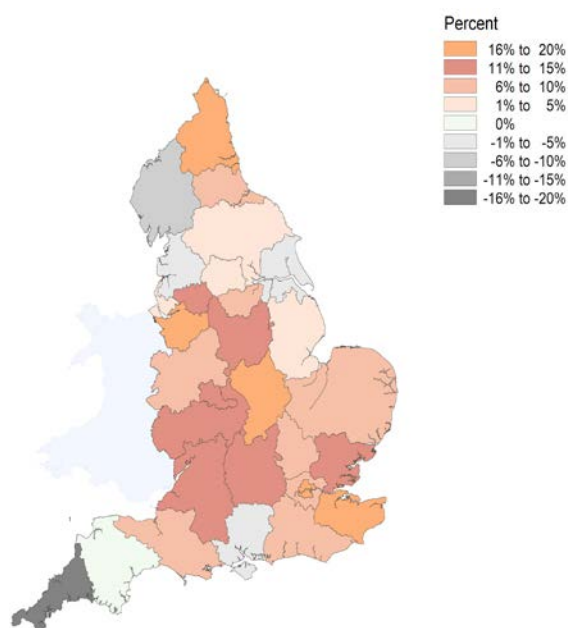 Percent
16% to 20%
11% to 15%
6% to 10%
1% to 5%
0%
-1% to -5%
-6% to -10%
-11% to -15%
-16% to -20%